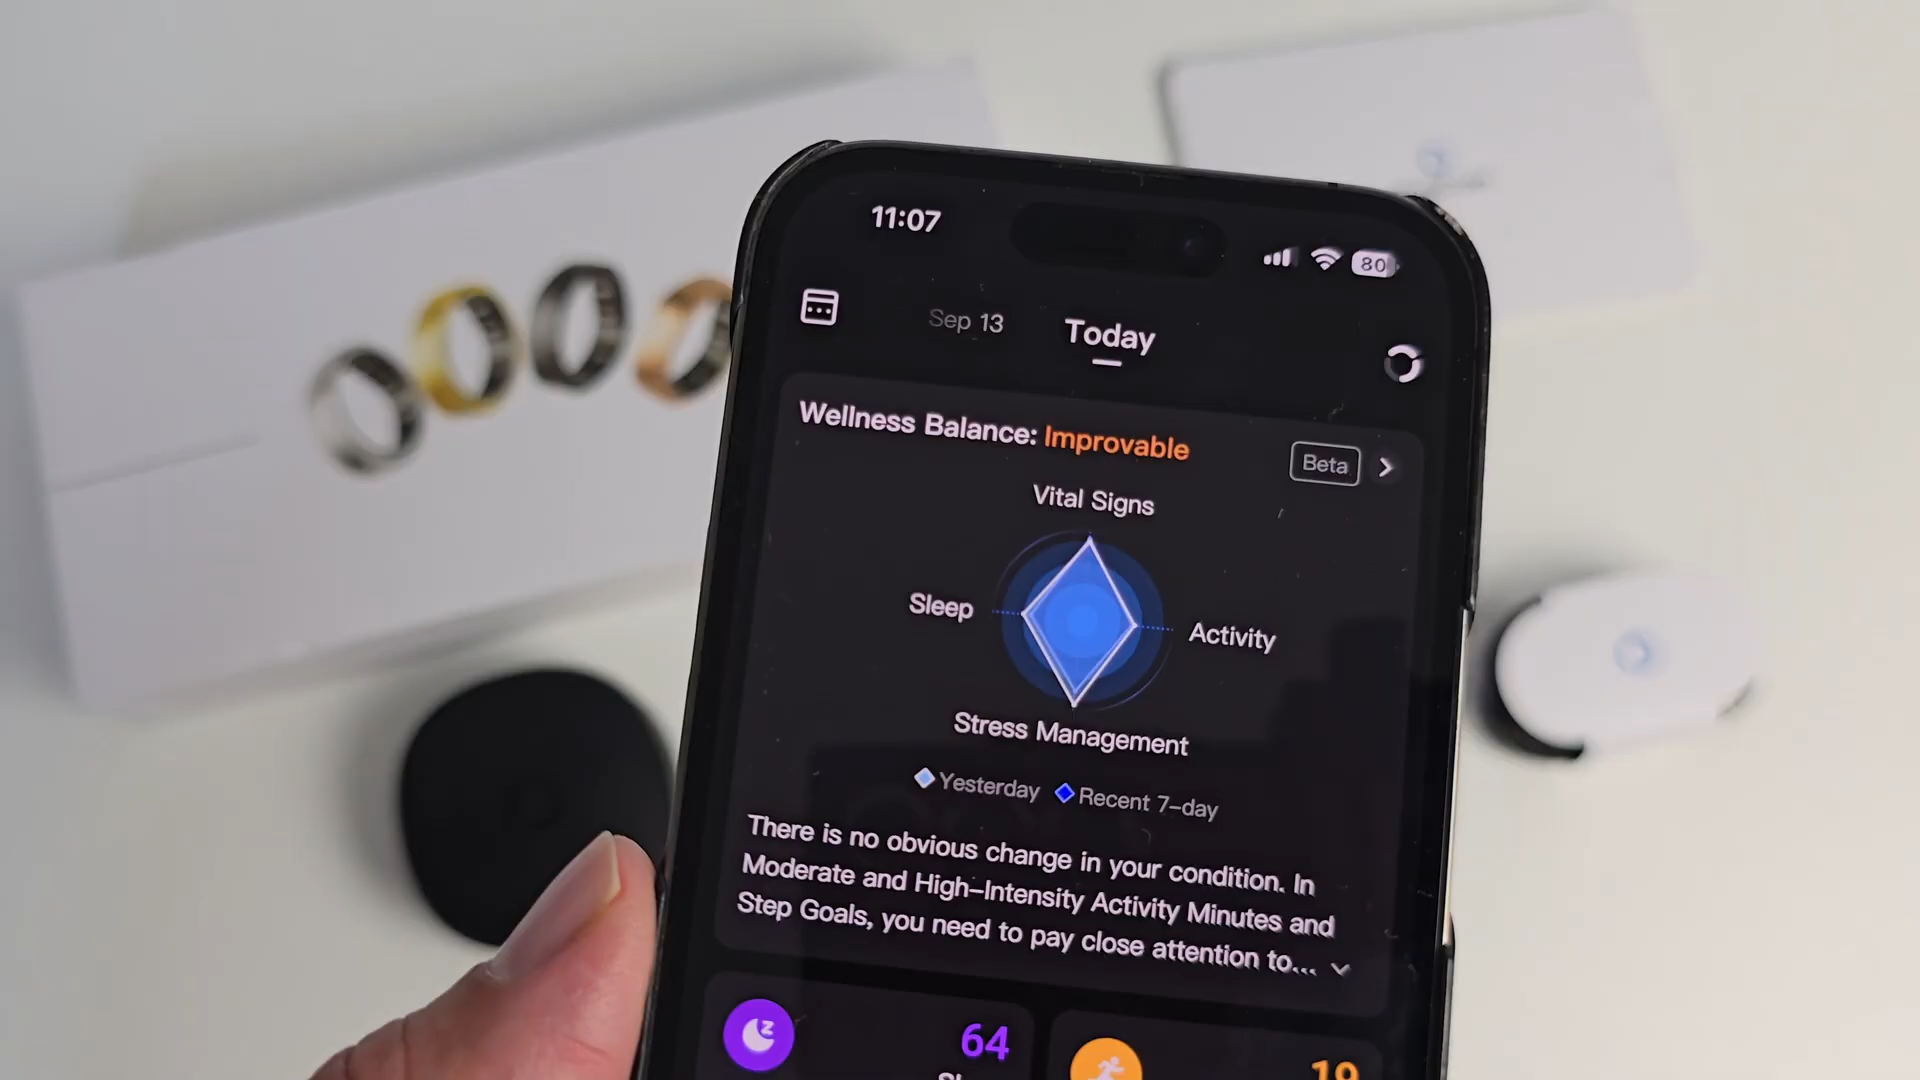 11:07
80
Sep 13
Today
Wellness Balance: Improvable
Beta
Vital Signs
Sleep
Activity
Stress Management
Yesterday
Recent 7-day
There is no obvious change in your condition. In
Moderate and High-Intensity Activity Minutes and
Step Goals, you need to pay close attention to...
z
64
19